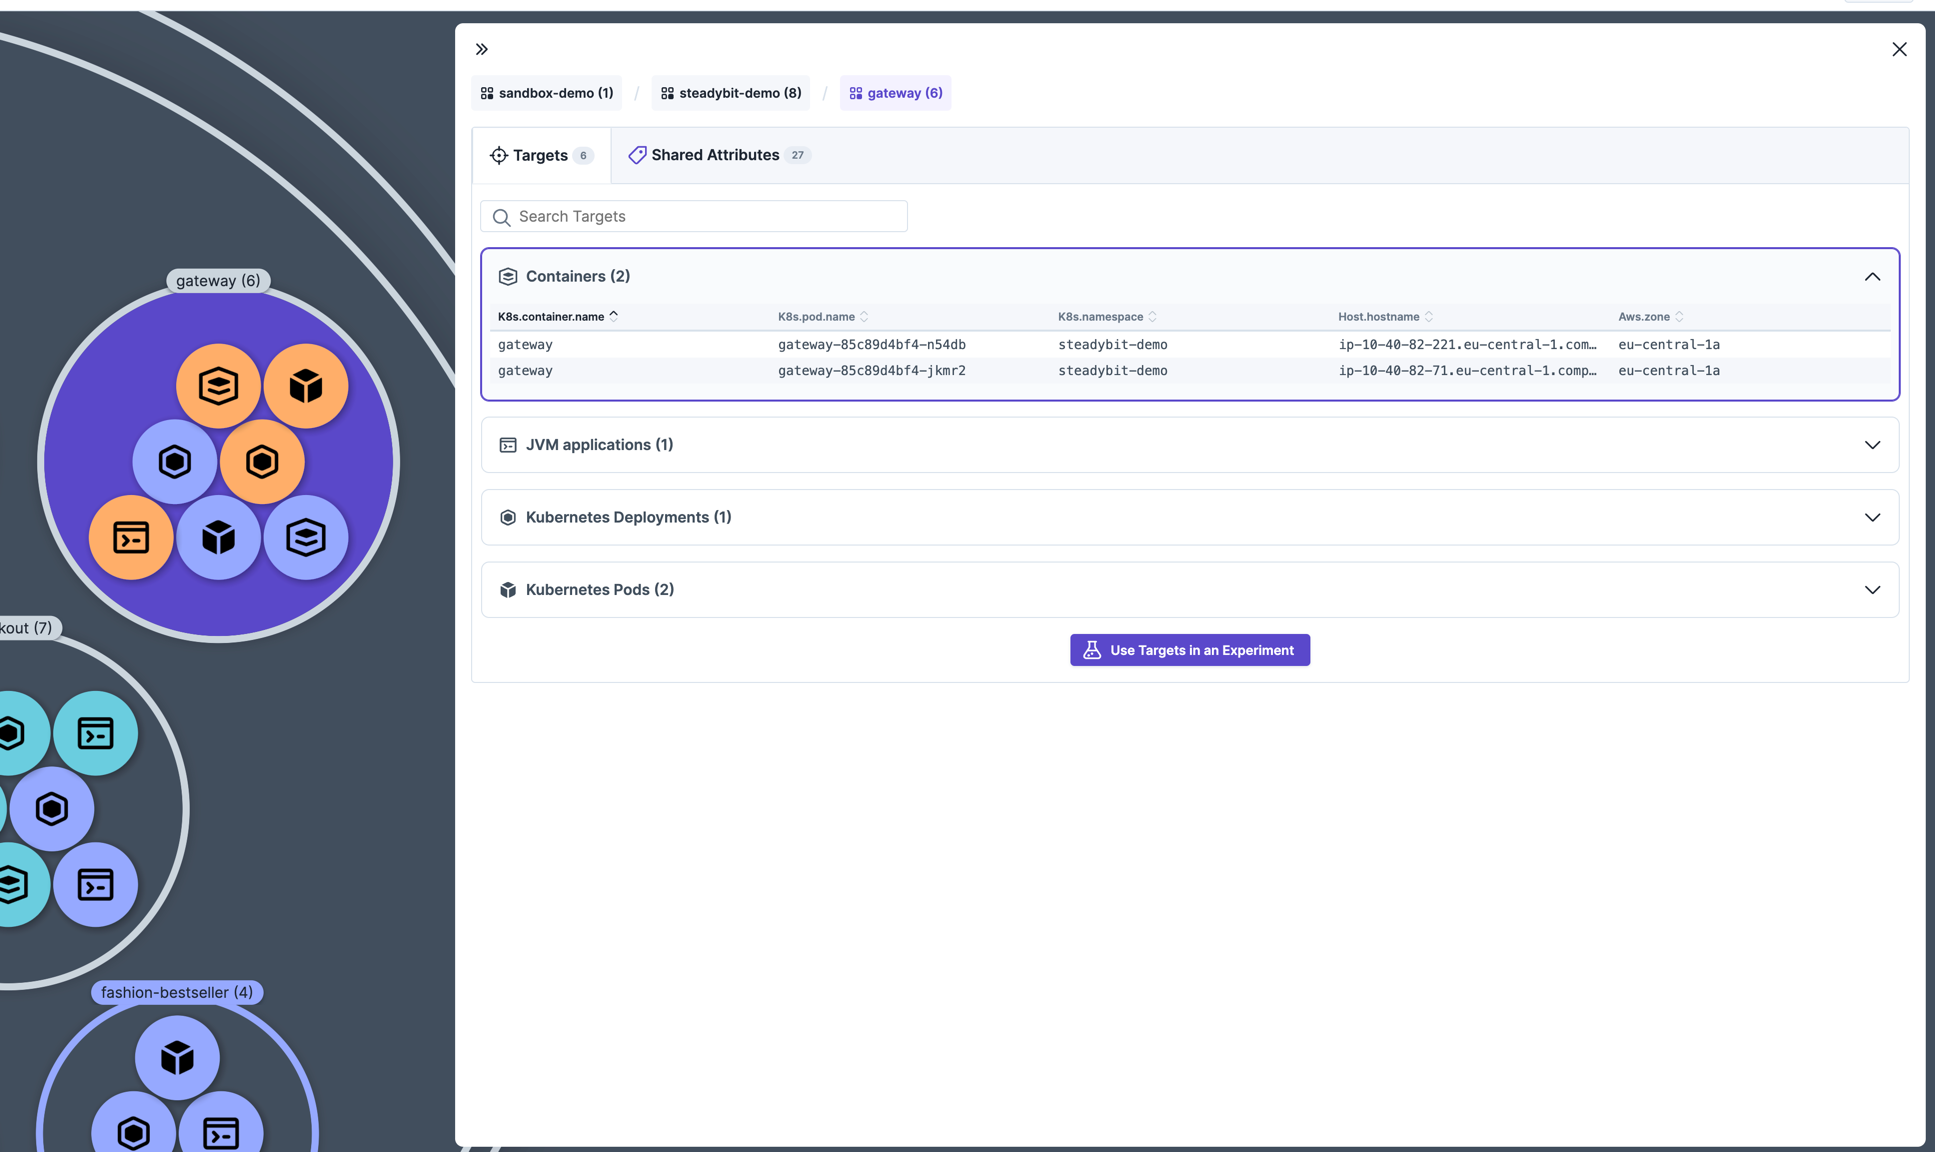 sandbox-demo (1) / steadybit-demo (8) / gateway (6)
Targets 6 Shared Attributes 27
Search Targets
Containers (2)
K8s.container.name K8s.pod.name K8s.namespace Host.hostname Aws.zone
gateway gateway-85c89d4bf4-n54db steadybit-demo ip-10-40-82-221.eu-central-1.com… eu-central-1a
gateway gateway-85c89d4bf4-jkmr2 steadybit-demo ip-10-40-82-71.eu-central-1.comp… eu-central-1a
JVM applications (1)
Kubernetes Deployments (1)
Kubernetes Pods (2)
Use Targets in an Experiment
gateway (6)
kout (7)
fashion-bestseller (4)